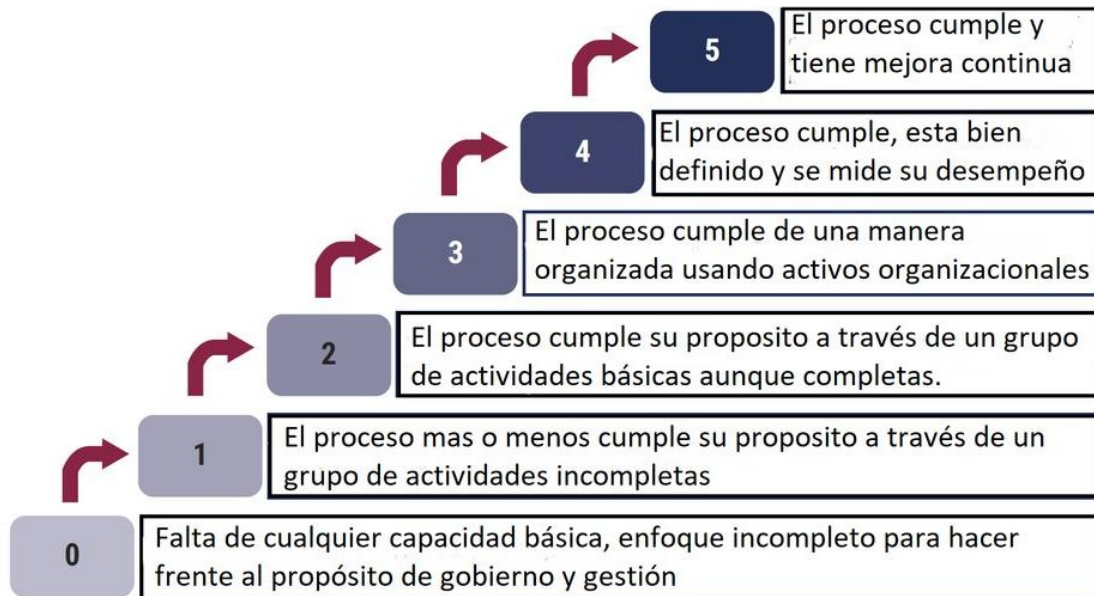 5
El proceso cumple y
tiene mejora continua
4
El proceso cumple, esta bien
definido y se mide su desempeño
3
El proceso cumple de una manera
organizada usando activos organizacionales
2
El proceso cumple su proposito a través de un grupo
de actividades básicas aunque completas.
1
El proceso mas o menos cumple su proposito a través de un
grupo de actividades incompletas
0
Falta de cualquier capacidad básica, enfoque incompleto para hacer
frente al propósito de gobierno y gestión